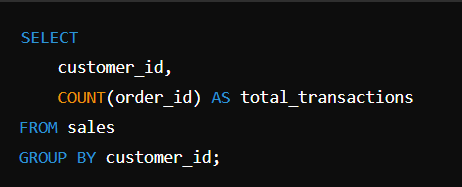 SELECT
    customer_id,
    COUNT(order_id) AS total_transactions
FROM sales
GROUP BY customer_id;